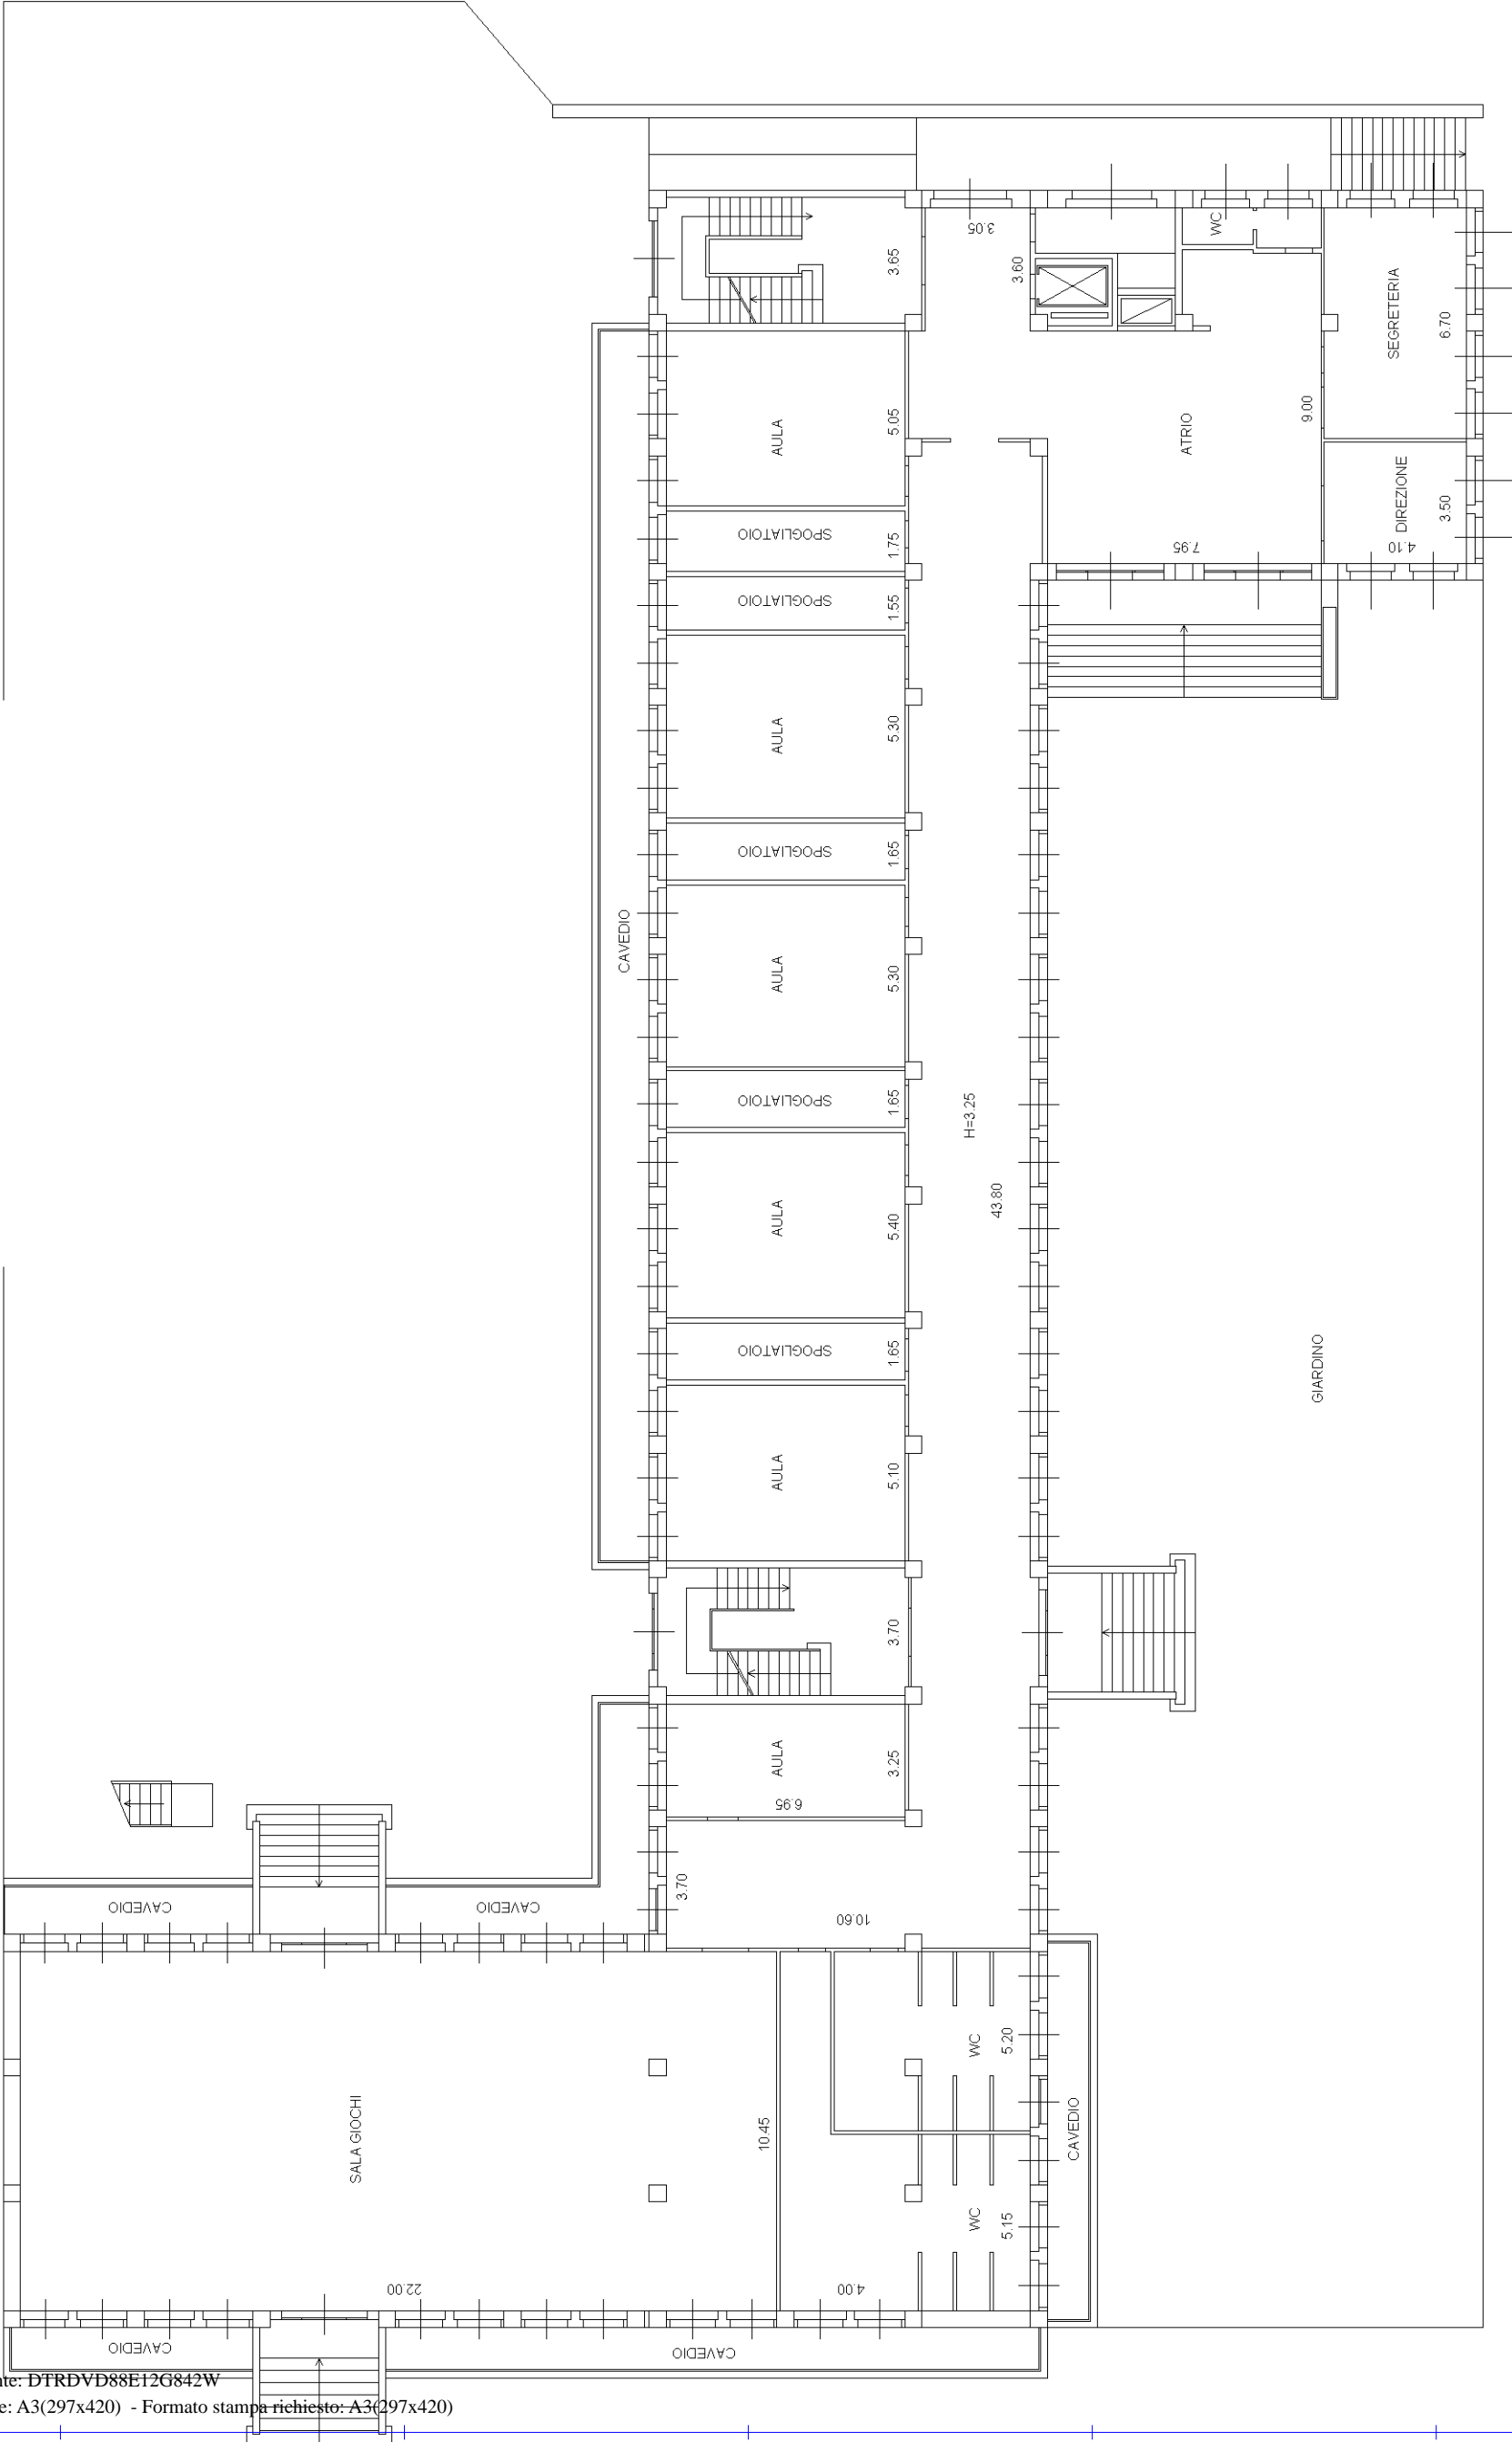 WC
3.05
3.65
3.60
SEGRETERIA
6.70
AULA
5.05
ATRIO
9.00
DIREZIONE
3.50
SPOGLIATOIO
1.75
7.95
4.10
SPOGLIATOIO
1.55
AULA
5.30
SPOGLIATOIO
1.65
CAVEDIO
AULA
5.30
SPOGLIATOIO
1.65
H=3.25
43.80
AULA
5.40
SPOGLIATOIO
1.65
GIARDINO
AULA
5.10
3.70
AULA
3.25
6.95
3.70
CAVEDIO
CAVEDIO
10.60
WC
5.20
SALA GIOCHI
10.45
CAVEDIO
WC
5.15
22.00
4.00
CAVEDIO
CAVEDIO
nte: DTRDVD88E12G842W
e: A3(297x420) - Formato stampa richiesto: A3(297x420)